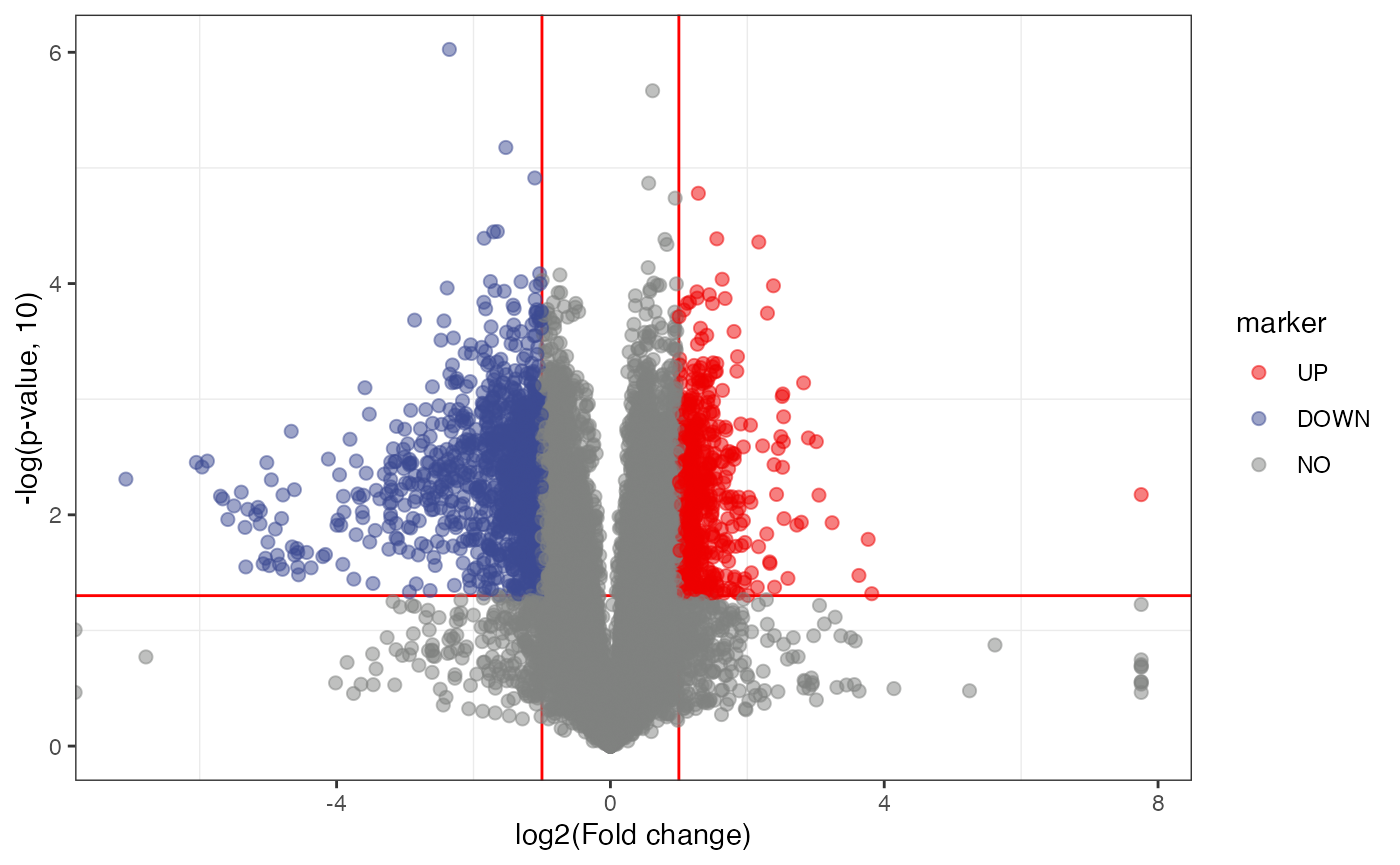 6
4
2
0
-log(p-value, 10)
-4
0
4
8
log2(Fold change)
marker
UP
DOWN
NO